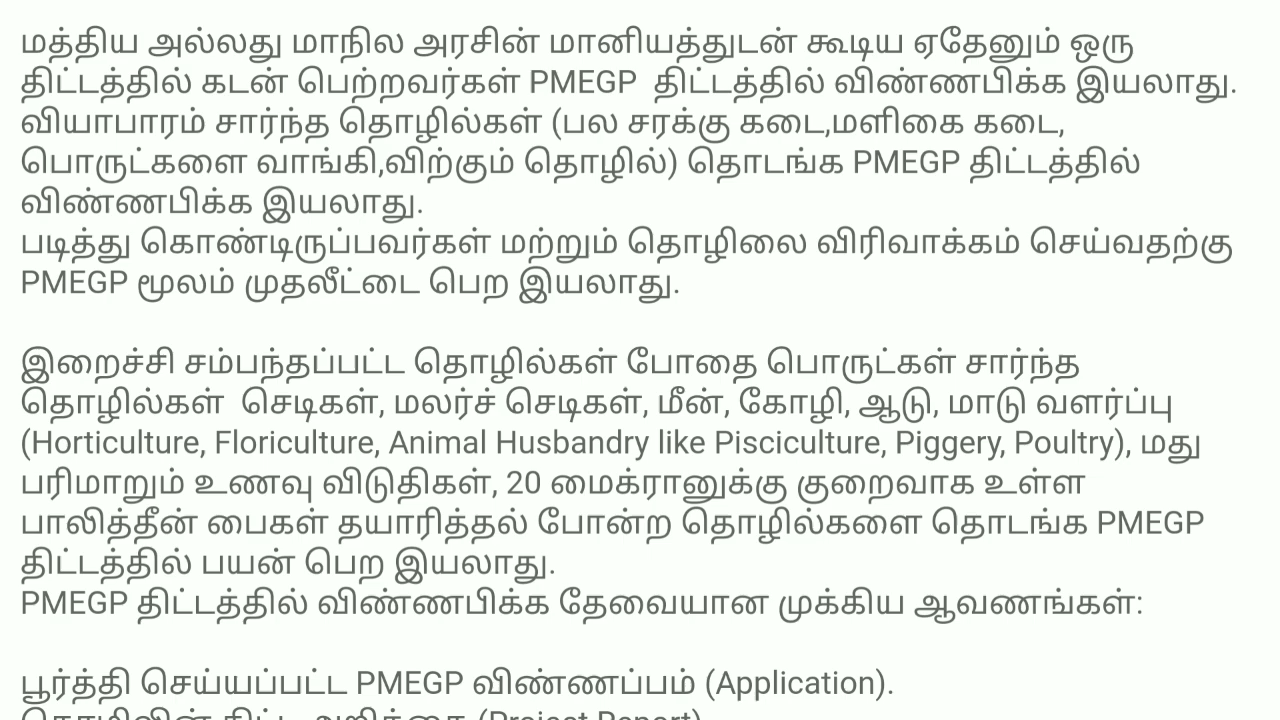 மத்திய அல்லது மாநில அரசின் மானியத்துடன் கூடிய ஏதேனும் ஒரு
திட்டத்தில் கடன் பெற்றவர்கள் PMEGP  திட்டத்தில் விண்ணபிக்க இயலாது.
வியாபாரம் சார்ந்த தொழில்கள் (பல சரக்கு கடை,மளிகை கடை,
பொருட்களை வாங்கி,விற்கும் தொழில்) தொடங்க PMEGP திட்டத்தில்
விண்ணபிக்க இயலாது.
படித்து கொண்டிருப்பவர்கள் மற்றும் தொழிலை விரிவாக்கம் செய்வதற்கு
PMEGP மூலம் முதலீட்டை பெற இயலாது.
இறைச்சி சம்பந்தப்பட்ட தொழில்கள் போதை பொருட்கள் சார்ந்த
தொழில்கள்  செடிகள், மலர்ச் செடிகள், மீன், கோழி, ஆடு, மாடு வளர்ப்பு
(Horticulture, Floriculture, Animal Husbandry like Pisciculture, Piggery, Poultry), மது
பரிமாறும் உணவு விடுதிகள், 20 மைக்ரானுக்கு குறைவாக உள்ள
பாலித்தீன் பைகள் தயாரித்தல் போன்ற தொழில்களை தொடங்க PMEGP
திட்டத்தில் பயன் பெற இயலாது.
PMEGP திட்டத்தில் விண்ணபிக்க தேவையான முக்கிய ஆவணங்கள்:
பூர்த்தி செய்யப்பட்ட PMEGP விண்ணப்பம் (Application).
தொழிலின் திட்ட அறிக்கை (Project Report)